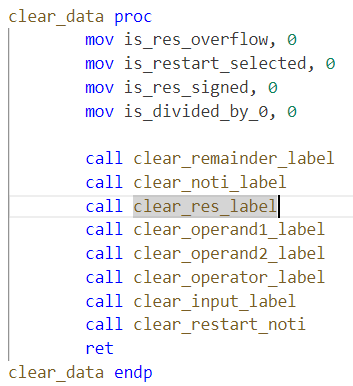 clear_data proc
mov is_res_overflow, 0
mov is_restart_selected, 0
mov is_res_signed, 0
mov is_divided_by_0, 0
call clear_remainder_label
call clear_noti_label
call clear_res_label
call clear_operand1_label
call clear_operand2_label
call clear_operator_label
call clear_input_label
call clear_restart_noti
ret
clear_data endp